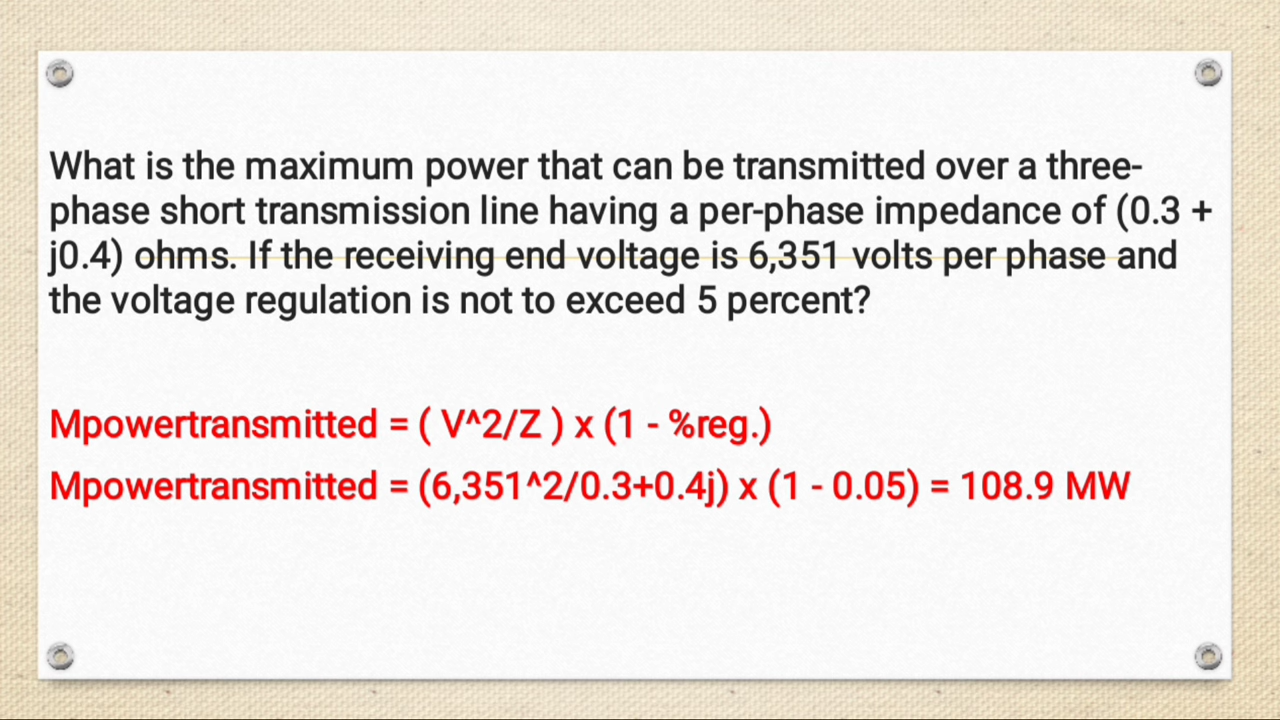 What is the maximum power that can be transmitted over a three-
phase short transmission line having a per-phase impedance of (0.3 +
j0.4) ohms. If the receiving end voltage is 6,351 volts per phase and
the voltage regulation is not to exceed 5 percent?
Mpowertransmitted = ( V^2/Z ) x (1 - %reg.)
Mpowertransmitted = (6,351^2/0.3+0.4j) x (1 - 0.05) = 108.9 MW